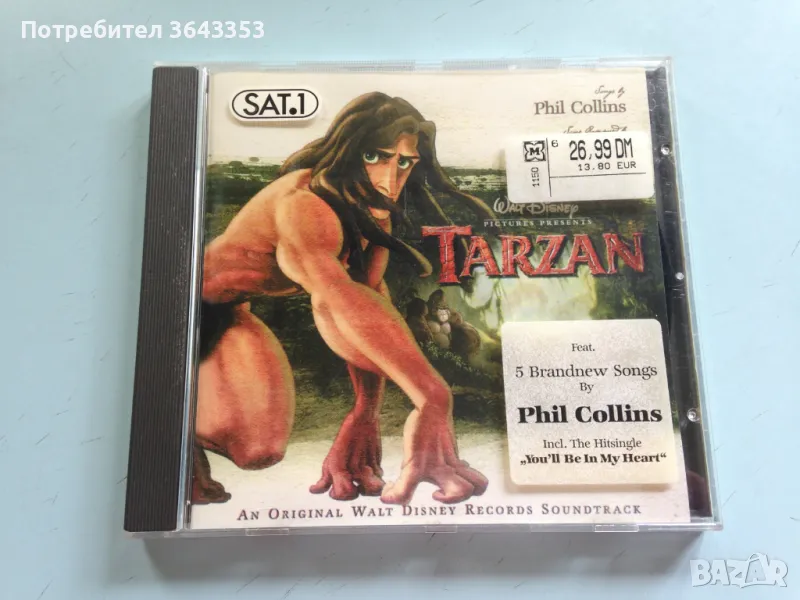 Потребител 3643353
SAT.1
Songs by
Phil Collins
M
6
1150
26,99 DM
13.80 EUR
WALT DISNEY
PICTURES PRESENTS
TARZAN
Feat.
5 Brandnew Songs
By
Phil Collins
Incl. The Hitsingle
„You'll Be In My Heart“
AN ORIGINAL WALT DISNEY RECORDS SOUNDTRACK
BAZAR